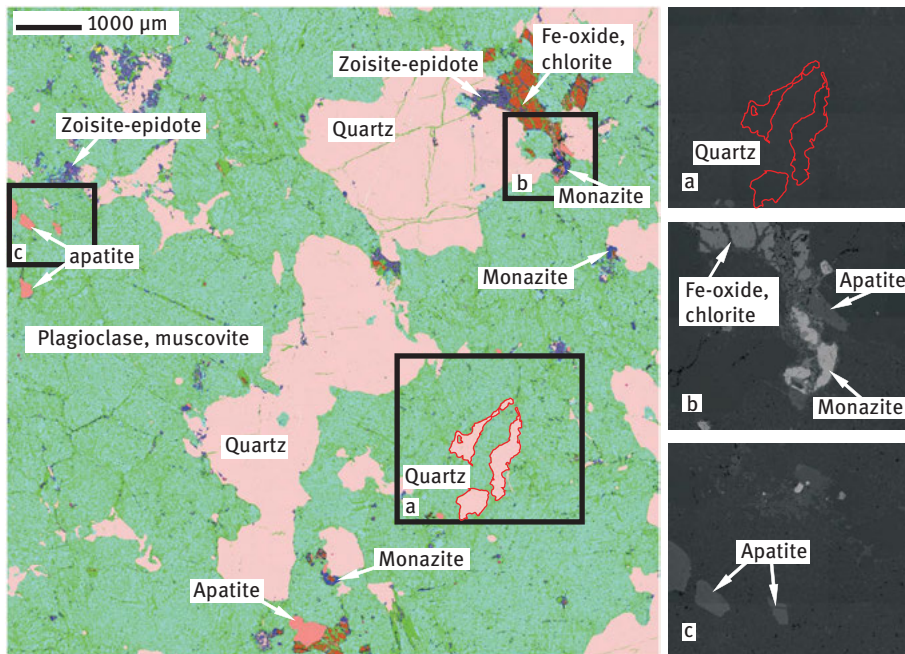 1000 µm
Zoisite-epidote
Fe-oxide,
chlorite
Zoisite-epidote
Quartz
b
Monazite
c
apatite
Monazite
Plagioclase, muscovite
Quartz
Quartz
a
Monazite
Apatite
Quartz
a
Fe-oxide,
chlorite
Apatite
Monazite
b
Apatite
c